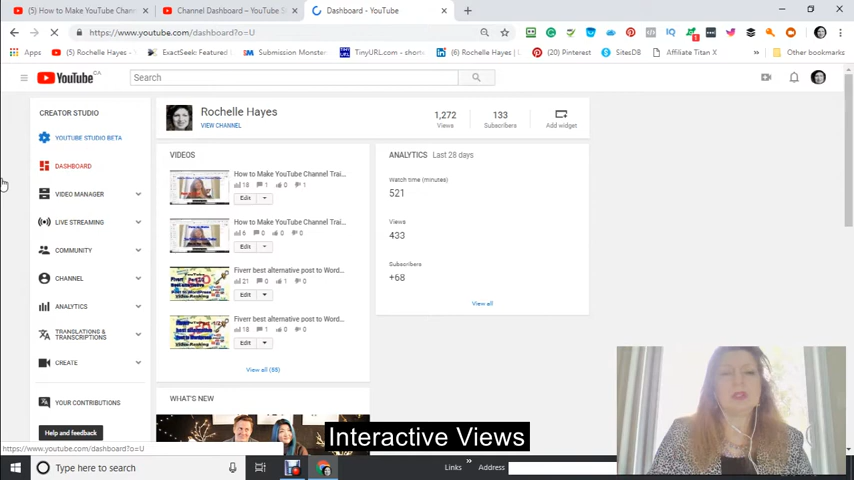 (5) How to Make YouTube Chann
Channel Dashboard – YouTube S
Dashboard - YouTube
https://www.youtube.com/dashboard?o=U
Apps
(5) Rochelle Hayes -
ExactSeek: Featured L
Submission Monster
TinyURL.com - shorte
(6) LinkedIn
(20) Pinterest
SitesDB
Affiliate Titan X
Other bookmarks
YouTube CA
Search
CREATOR STUDIO
YOUTUBE STUDIO BETA
DASHBOARD
VIDEO MANAGER
LIVE STREAMING
COMMUNITY
CHANNEL
ANALYTICS
TRANSLATIONS &
TRANSCRIPTIONS
CREATE
YOUR CONTRIBUTIONS
Help and feedback
Rochelle Hayes
VIEW CHANNEL
1,272
Views
133
Subscribers
Add widget
VIDEOS
How to Make YouTube Channel Trai...
18 1 0 1
Edit
How to Make YouTube Channel Trai...
6 0 0 0
Edit
Fiverr best alternative post to Word...
21 0 1 0
Edit
Fiverr best alternative post to Word...
18 1 0 0
Edit
View all (55)
WHAT'S NEW
ANALYTICS Last 28 days
Watch time (minutes)
521
Views
433
Subscribers
+68
View all
Interactive Views
https://www.youtube.com/dashboard?o=U
Type here to search
Links
Address